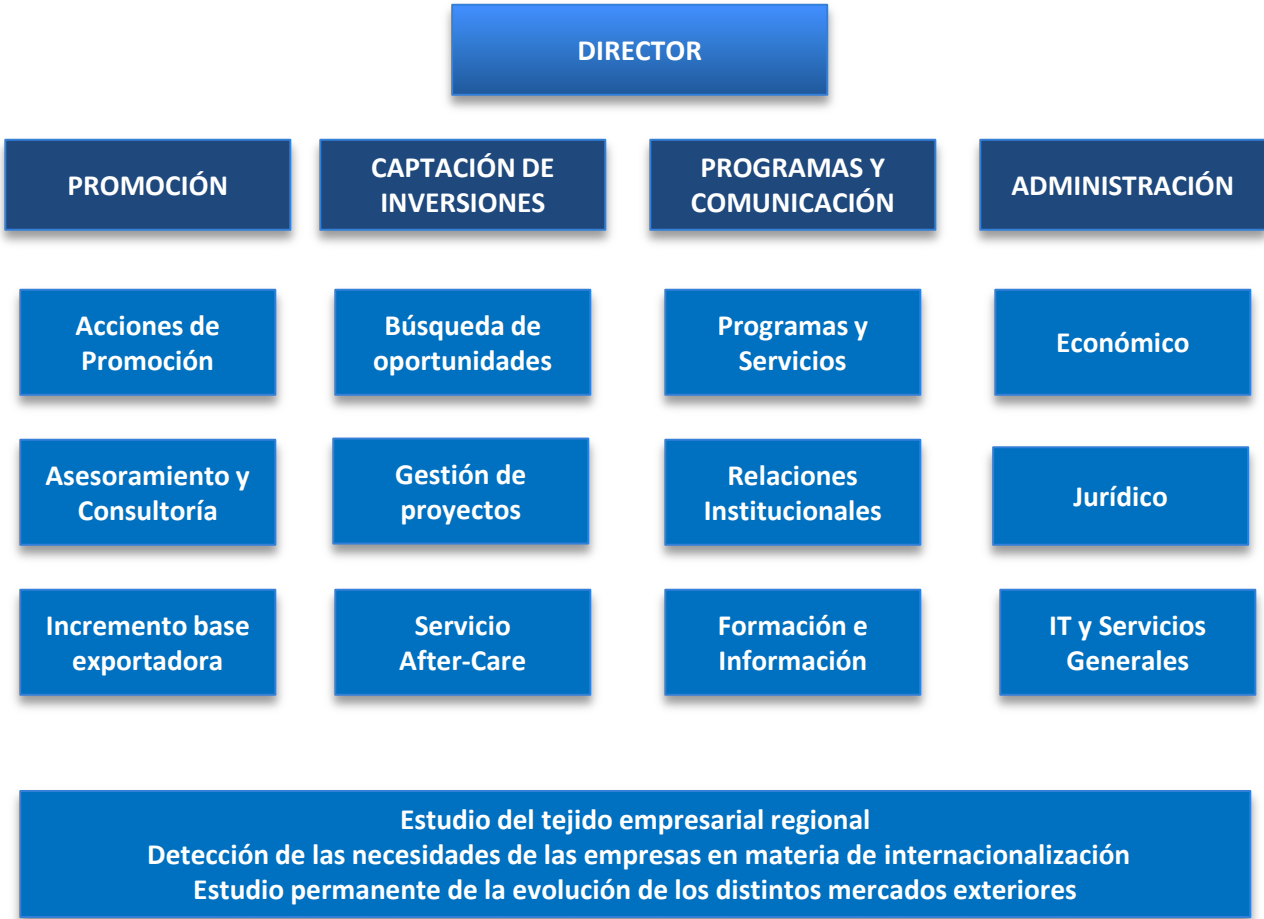 DIRECTOR
PROMOCIÓN
CAPTACIÓN DE
INVERSIONES
PROGRAMAS Y
COMUNICACIÓN
ADMINISTRACIÓN
Acciones de
Promoción
Búsqueda de
oportunidades
Programas y
Servicios
Económico
Asesoramiento y
Consultoría
Gestión de
proyectos
Relaciones
Institucionales
Jurídico
Incremento base
exportadora
Servicio
After-Care
Formación e
Información
IT y Servicios
Generales
Estudio del tejido empresarial regional
Detección de las necesidades de las empresas en materia de internacionalización
Estudio permanente de la evolución de los distintos mercados exteriores